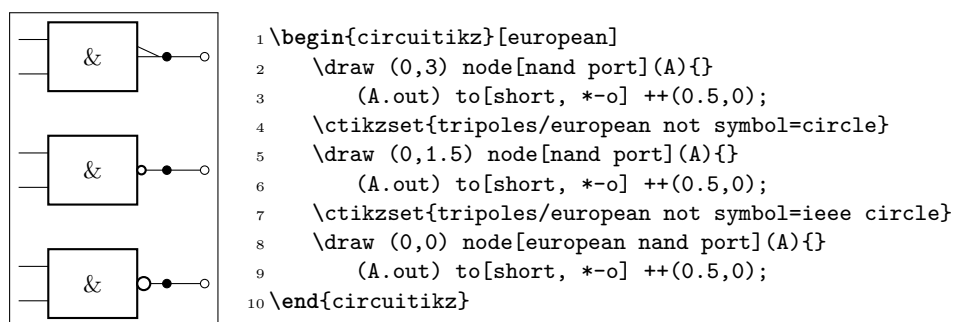 &
&
&
1 \begin{circuitikz}[european]
2     \draw (0,3) node[nand port](A){}
3         (A.out) to[short, *-o] ++(0.5,0);
4     \ctikzset{tripoles/european not symbol=circle}
5     \draw (0,1.5) node[nand port](A){}
6         (A.out) to[short, *-o] ++(0.5,0);
7     \ctikzset{tripoles/european not symbol=ieee circle}
8     \draw (0,0) node[european nand port](A){}
9         (A.out) to[short, *-o] ++(0.5,0);
10 \end{circuitikz}